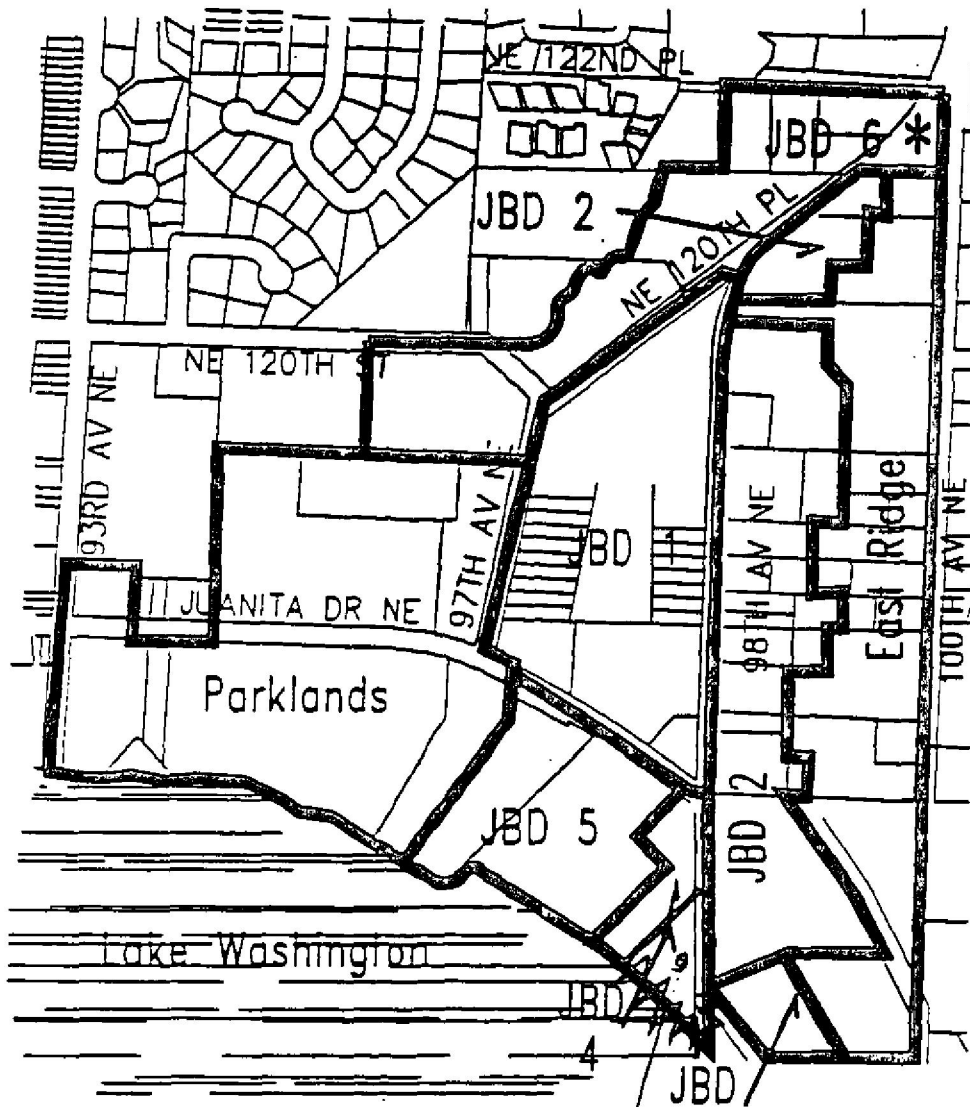 NE 122ND PL
JBD 6 *
JBD 2
NE 120TH PL
NE 120TH ST
93RD AV NE
97TH AV N
JBD 1
98TH AV NE
East Ridge
100TH AV NE
JUANITA DR NE
Parklands
JBD 5
JBD 2
Lake Washington
JBD
4
JBD